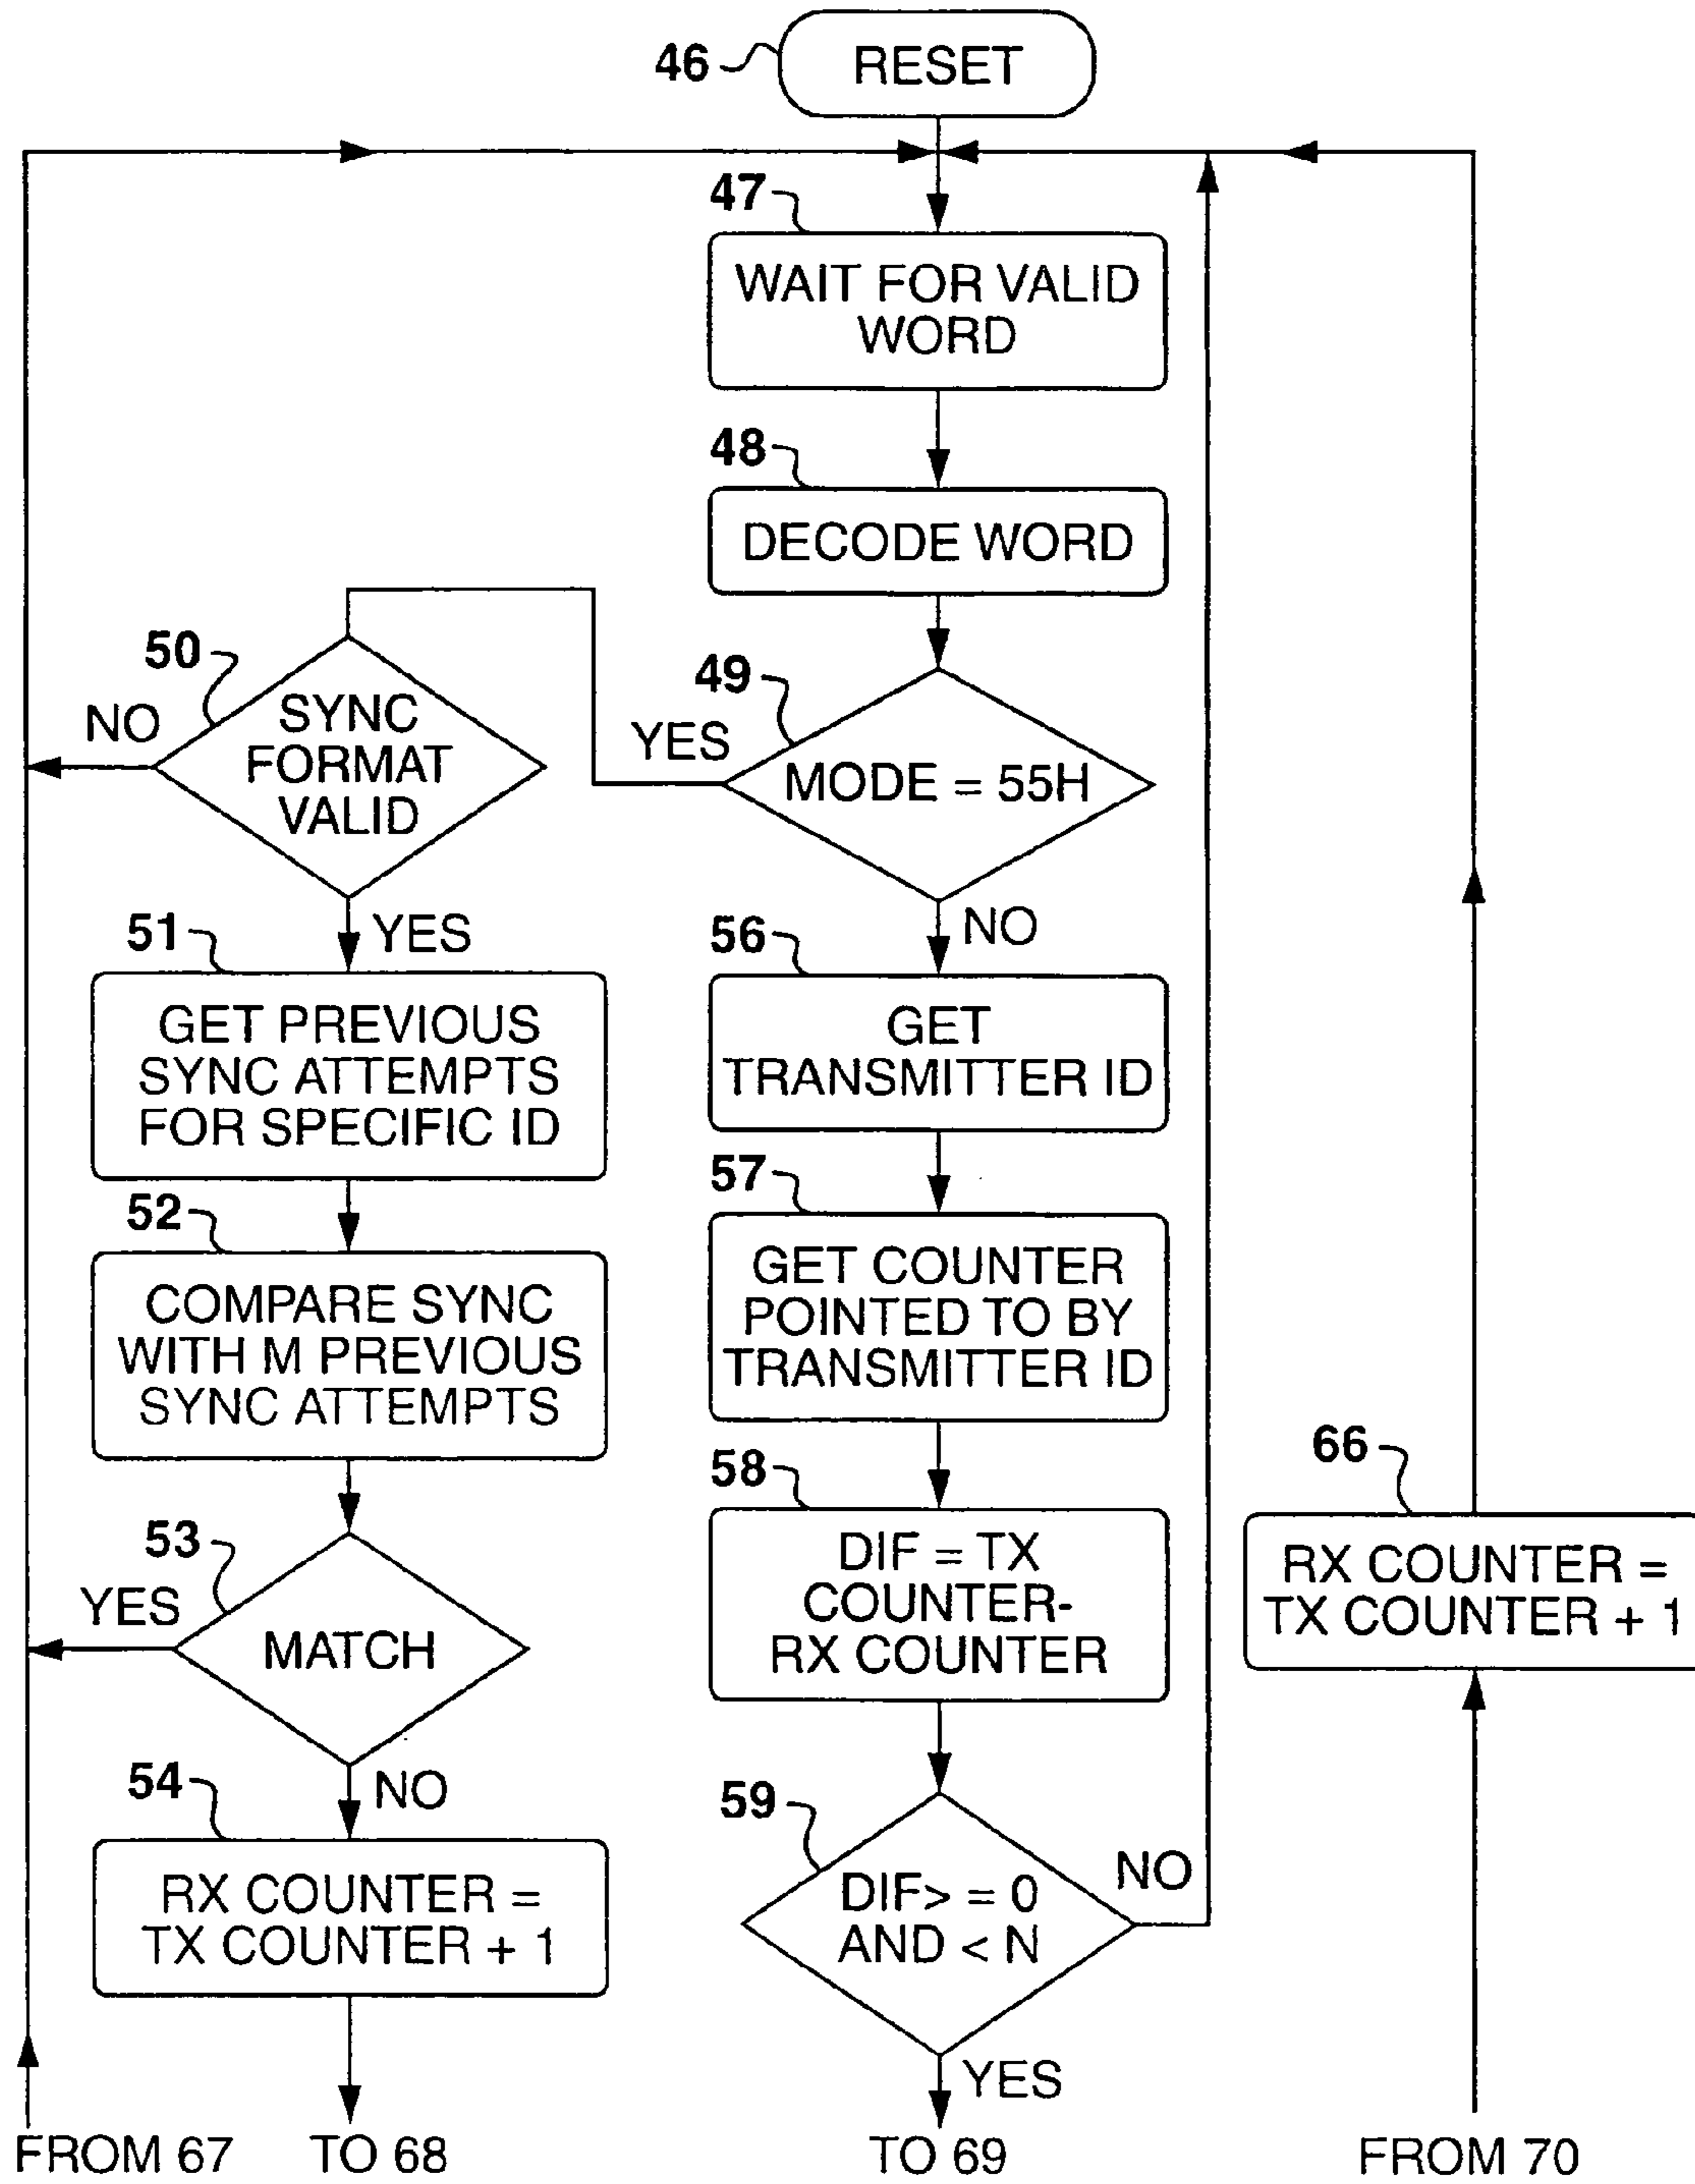 46
RESET
47
WAIT FOR VALID
WORD
48
DECODE WORD
50
NO
SYNC
FORMAT
VALID
YES
49
YES
MODE = 55H
NO
51
GET PREVIOUS
SYNC ATTEMPTS
FOR SPECIFIC ID
56
GET
TRANSMITTER ID
52
COMPARE SYNC
WITH M PREVIOUS
SYNC ATTEMPTS
57
GET COUNTER
POINTED TO BY
TRANSMITTER ID
53
YES
MATCH
NO
58
DIF = TX
COUNTER-
RX COUNTER
66
RX COUNTER =
TX COUNTER + 1
54
RX COUNTER =
TX COUNTER + 1
59
DIF> = 0
AND < N
NO
YES
FROM 67
TO 68
TO 69
FROM 70